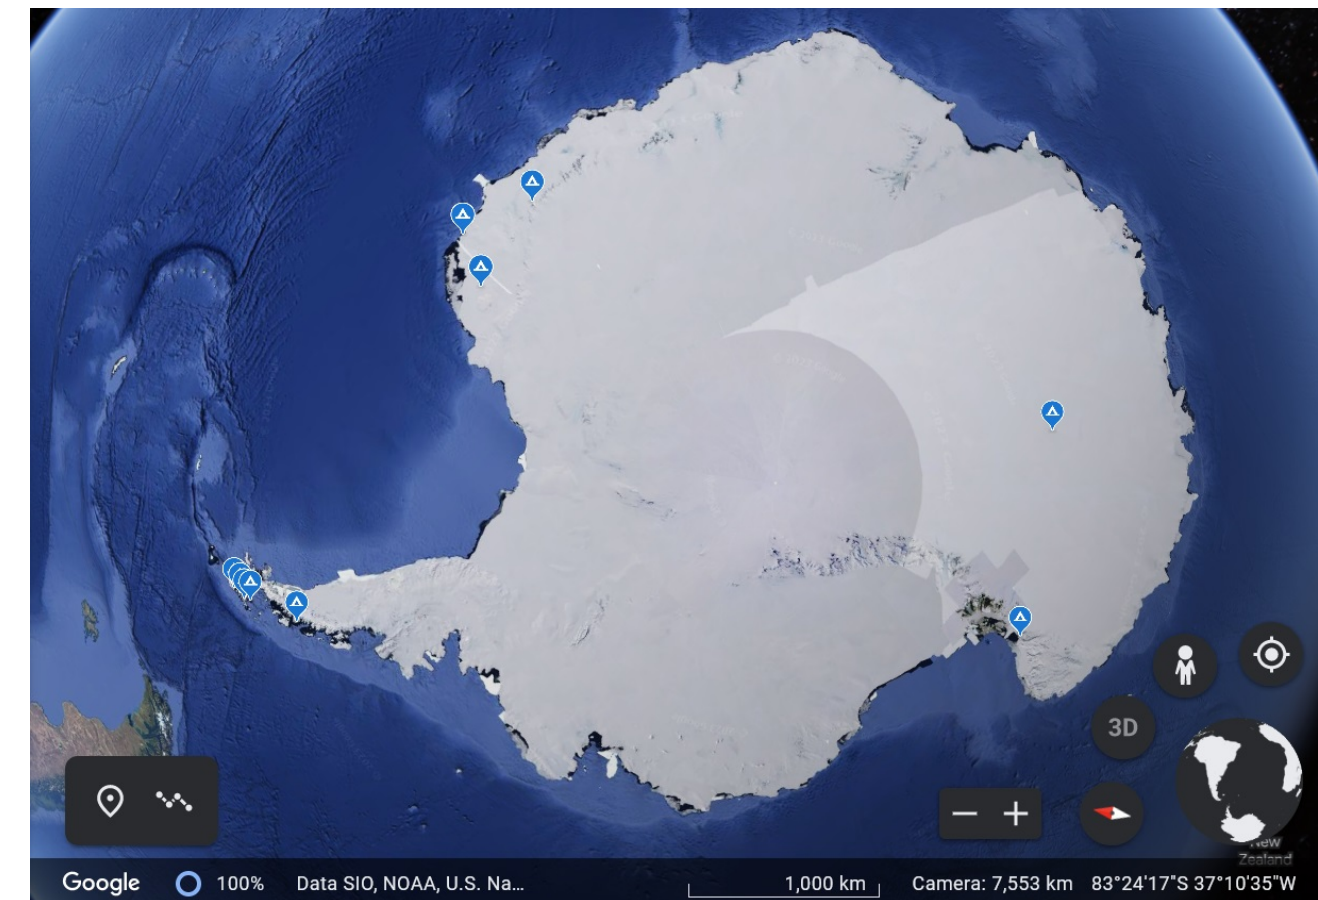 3D
New
Zealand
Google 100% Data SIO, NOAA, U.S. Na... 1,000 km Camera: 7,553 km 83°24'17"S 37°10'35"W